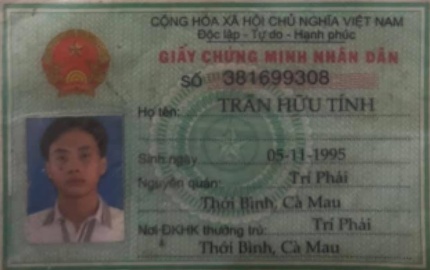 CỘNG HÒA XÃ HỘI CHỦ NGHĨA VIỆT NAM
Độc lập - Tự do - Hạnh phúc
GIẤY CHỨNG MINH NHÂN DÂN
SỐ 381699308
Họ tên: TRẦN HỮU TÍNH
Sinh ngày 05-11-1995
Nguyên quán: Trí Phải
Thới Bình, Cà Mau
Nơi ĐKHK thường trú: Trí Phải
Thới Bình, Cà Mau